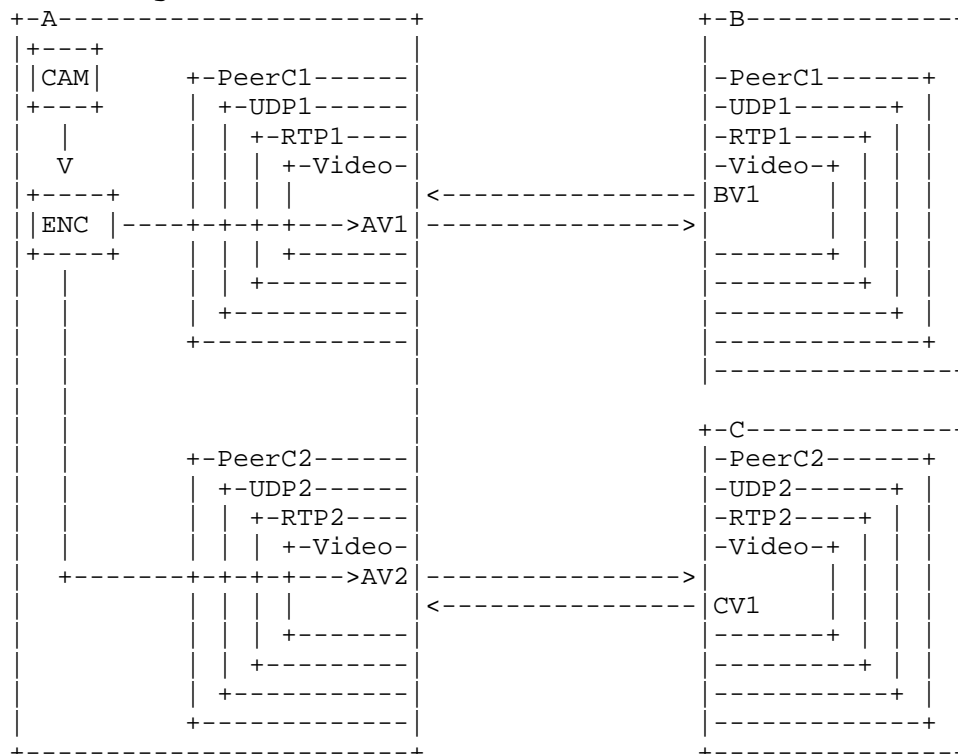 +-A----------------------+                  +-B---------------
|+---+                   |                  |
||CAM|     +-PeerC1------|                  |-PeerC1------+
|+---+     | +-UDP1------|                  |-UDP1------+ |
|  |       | | +-RTP1----|                  |-RTP1----+ | |
|  V       | | | +-Video-|                  |-Video-+ | | |
|+----+    | | | |       |<-----------------|BV1    | | | |
||ENC |----+-+-+-+--->AV1|----------------->|       | | | |
|+----+    | | | +-------|                  |-------+ | | |
|  |       | | +---------|                  |---------+ | |
|  |       | +-----------|                  |-----------+ |
|  |       +-------------|                  |-------------+
|  |                     |                  |----------------
|  |                     |
|  |                     |                  +-C---------------
|  |       +-PeerC2------|                  |-PeerC2------+
|  |       | +-UDP2------|                  |-UDP2------+ |
|  |       | | +-RTP2----|                  |-RTP2----+ | |
|  |       | | | +-Video-|                  |-Video-+ | | |
|  +-------+-+-+-+--->AV2|----------------->|       | | | |
|          | | | |       |<-----------------|CV1    | | | |
|          | | | +-------|                  |-------+ | | |
|          | | +---------|                  |---------+ | |
|          | +-----------|                  |-----------+ |
|          +-------------|                  |-------------+
+------------------------+                  +----------------